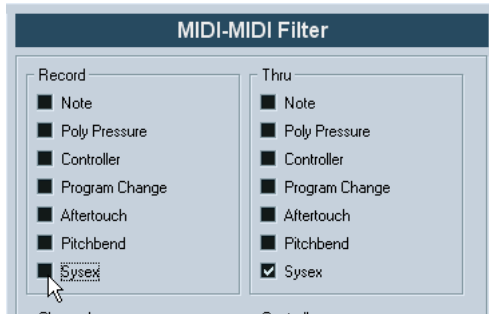 MIDI-MIDI Filter
Record
Note
Poly Pressure
Controller
Program Change
Aftertouch
Pitchbend
Sysex
Thru
Note
Poly Pressure
Controller
Program Change
Aftertouch
Pitchbend
Sysex